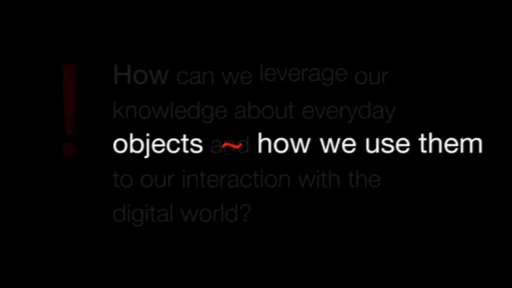 How can we leverage our
knowledge about everyday
objects and how we use them
to our interaction with the
digital world?